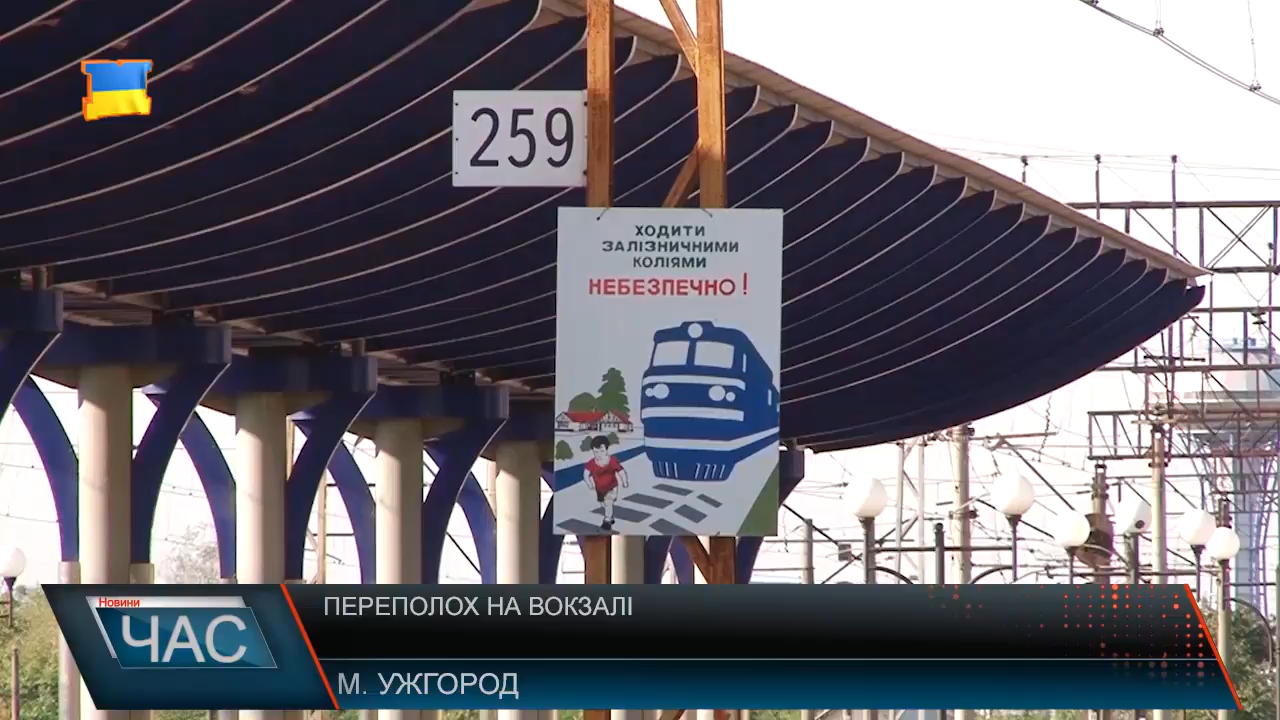 259
ХОДИТИ
ЗАЛІЗНИЧНИМИ
КОЛІЯМИ
НЕБЕЗПЕЧНО!
Новини
ЧАС
ПЕРЕПОЛОХ НА ВОКЗАЛІ
М. УЖГОРОД